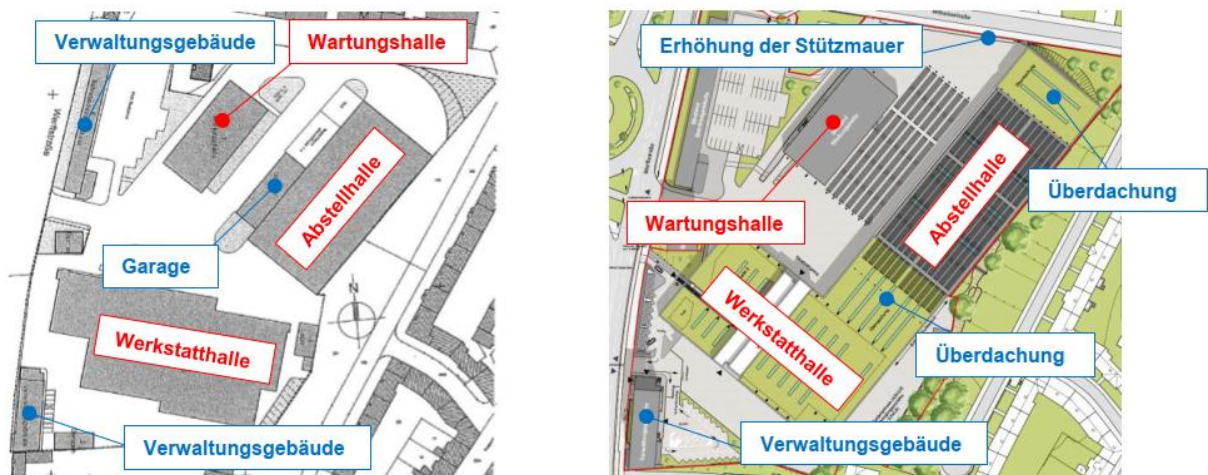 Verwaltungsgebäude
Wartungshalle
Abstellhalle
Garage
Werkstatthalle
Verwaltungsgebäude
N
Erhöhung der Stützmauer
Überdachung
Abstellhalle
Wartungshalle
Werkstatthalle
Überdachung
Verwaltungsgebäude